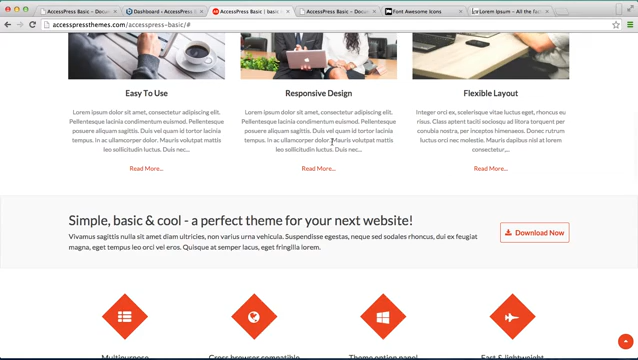 AccessPress Basic – Docum
Dashboard ‹ AccessPress B
AccessPress Basic | basic
AccessPress Basic – Docum
Font Awesome Icons
Lorem Ipsum – All the fact
accesspressthemes.com/accesspress-basic/#
Easy To Use
Responsive Design
Flexible Layout
Lorem ipsum dolor sit amet, consectetur adipiscing elit.
Pellentesque lacinia condimentum euismod. Pellentesque
aliquam sagittis. Duis vel quam id tortor lacinia
tempus. In ac ullamcorper dolor. Mauris volutpat mattis
leo sollicitudin luctus. Duis nec...
Lorem ipsum dolor sit amet, consectetur adipiscing elit.
Pellentesque lacinia condimentum euismod. Pellentesque
aliquam sagittis. Duis vel quam id tortor lacinia
tempus. In ac ullamcorper dolor. Mauris volutpat mattis
leo sollicitudin luctus. Duis nec...
Integer orci ex, scelerisque vitae luctus eget, rhoncus eu
risus. Class aptent taciti sociosqu ad litora torquent per
conubia nostra, per inceptos himenaeos. Donec quis mauris
turpis, orci nec molestie. Mauris dapibus nisl at lorem
consectetur,...
Read More...
Read More...
Read More...
Simple, basic & cool - a perfect theme for your next website!
Vivamus sagittis nulla sit amet diam ultricies, non varius urna vehicula. Suspendisse egestas, neque sed sodales rhoncus, dui ex feugiat
magna, eget tempus leo orci vel eros. Quisque at semper lacus, eget fringilla lorem.
Download Now
Multipurpose
Cross browser compatible
Theme option panel
Fast & lightweight